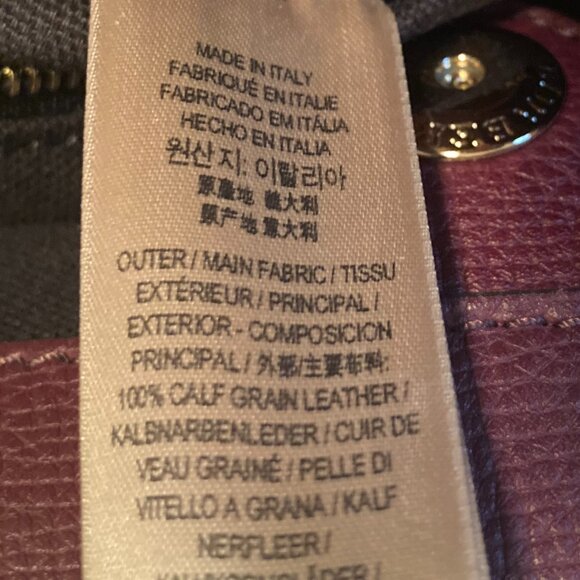 MADE IN ITALY
FABRIQUÉ EN ITALIE
FABRICADO EM ITÁLIA
HECHO EN ITALIA
원산지: 이탈리아
原產地 義大利
原产地 意大利
OUTER / MAIN FABRIC / TISSU
EXTÉRIEUR / PRINCIPAL /
EXTERIOR - COMPOSICION
PRINCIPAL / 外部/主要布料:
100% CALF GRAIN LEATHER /
KALBNARBENLEDER / CUIR DE
VEAU GRAINÉ / PELLE DI
VITELLO A GRANA / KALF
NERFLEER /